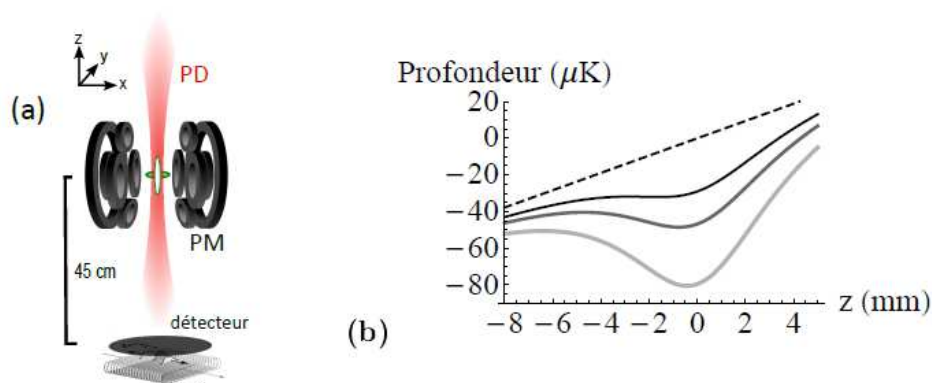 (a)
z
y
x
PD
PM
45 cm
détecteur
(b)
Profondeur (μK)
20
0
−20
−40
−60
−80
−8 −6 −4 −2 0 2 4
z (mm)